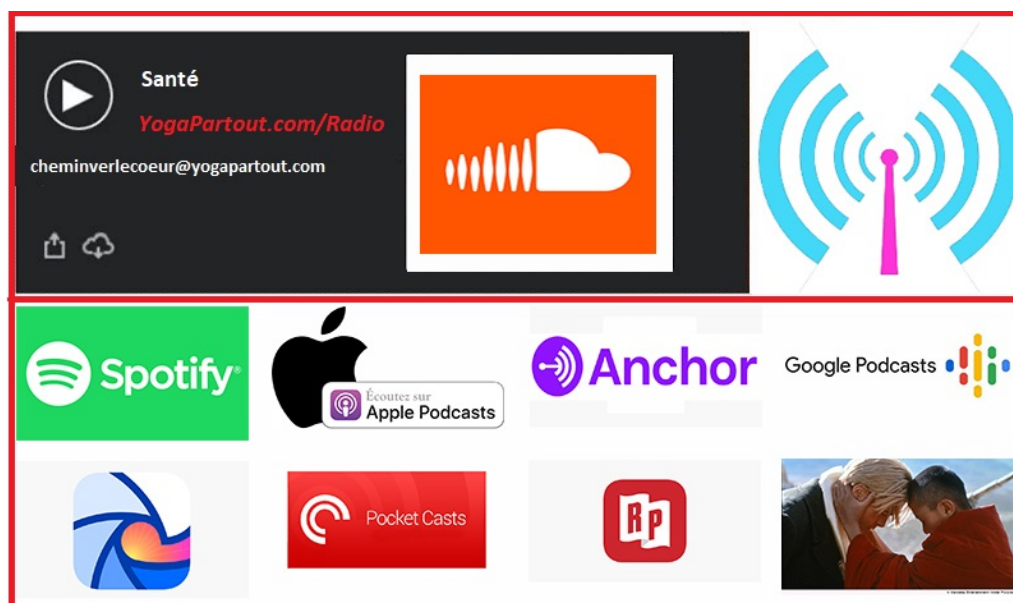 Santé
YogaPartout.com/Radio
cheminverlecoeur@yogapartout.com
Spotify®
Écoutez sur
Apple Podcasts
Anchor
Google Podcasts
Pocket Casts
RP